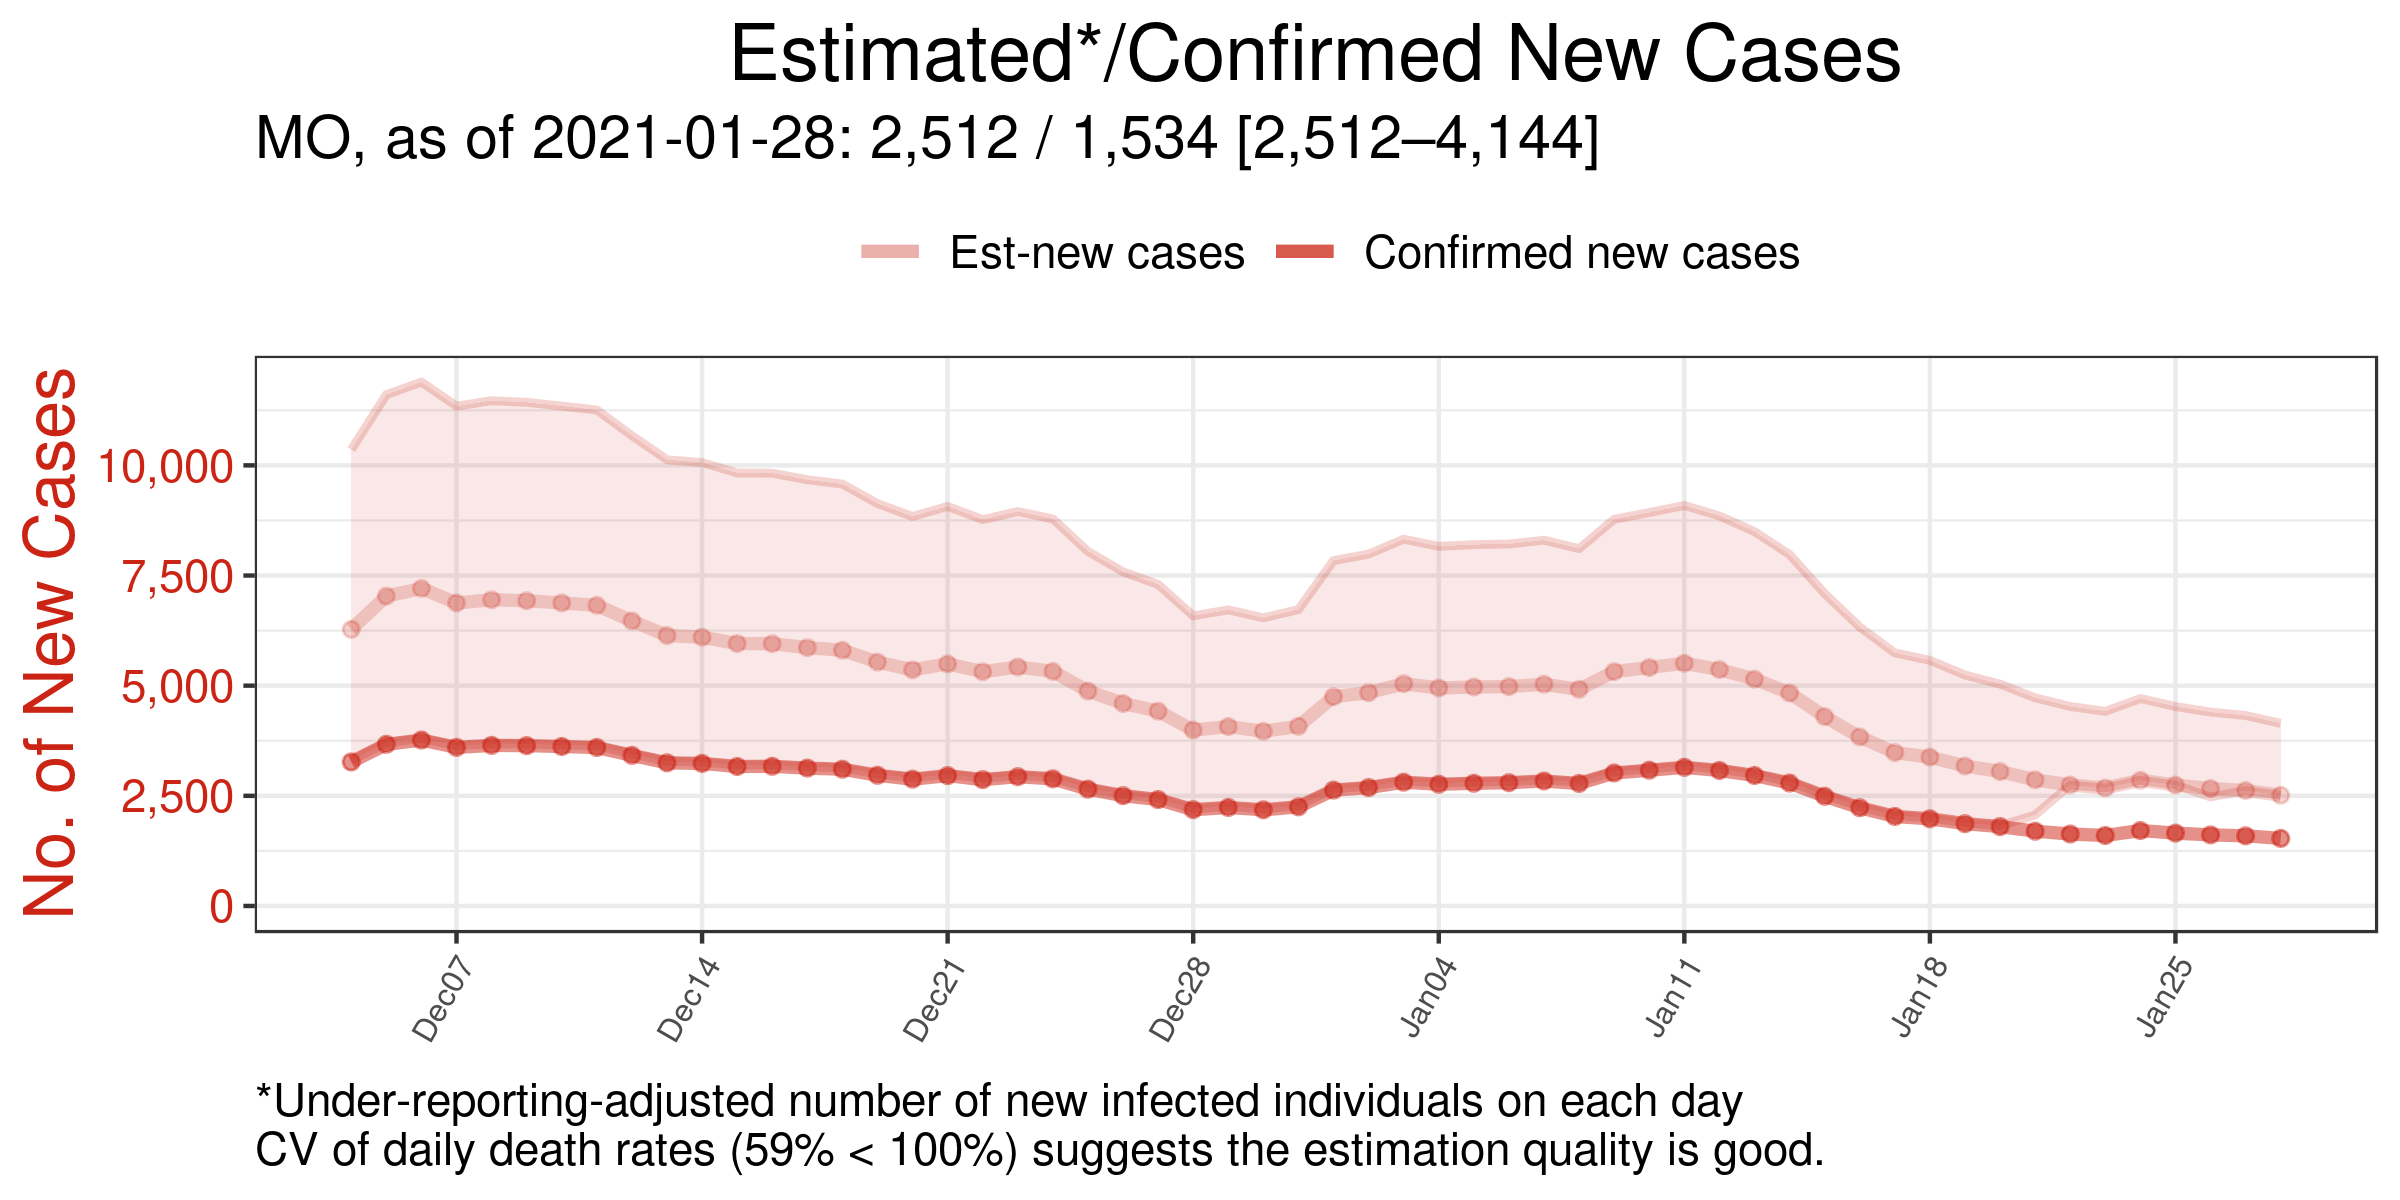 Estimated*/Confirmed New Cases
MO, as of 2021-01-28: 2,512 / 1,534 [2,512–4,144]
Est-new cases
Confirmed new cases
No. of New Cases
10,000
7,500
5,000
2,500
0
Dec07
Dec14
Dec21
Dec28
Jan04
Jan11
Jan18
Jan25
*Under-reporting-adjusted number of new infected individuals on each day
CV of daily death rates (59% < 100%) suggests the estimation quality is good.